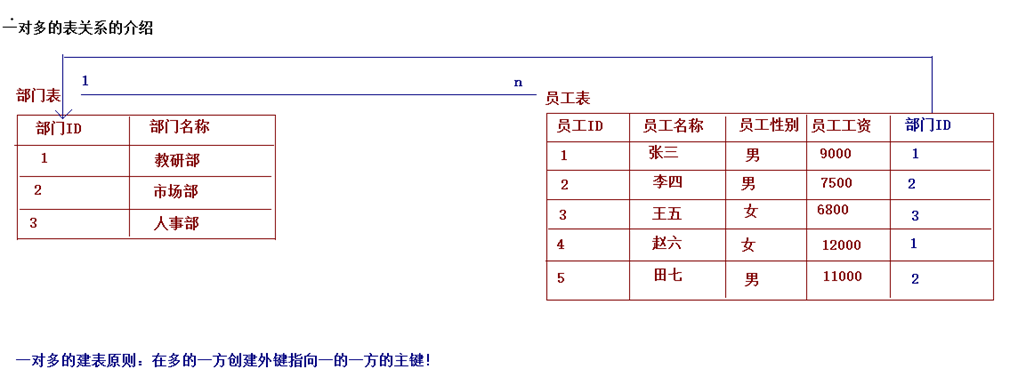 一对多的表关系的介绍
1 n
部门表
部门ID 部门名称
1 教研部
2 市场部
3 人事部
员工表
员工ID 员工名称 员工性别 员工工资 部门ID
1 张三 男 9000 1
2 李四 男 7500 2
3 王五 女 6800 3
4 赵六 女 12000 1
5 田七 男 11000 2
一对多的建表原则：在多的一方创建外键指向一的一方的主键!